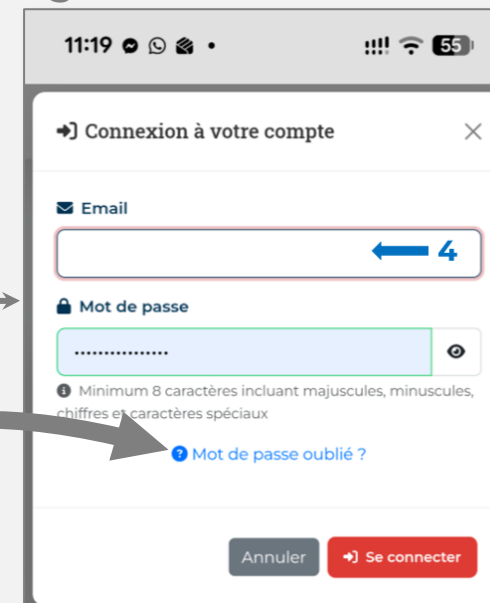 11:19 55
Connexion à votre compte
Email
4
Mot de passe
................
Minimum 8 caractères incluant majuscules, minuscules,
chiffres et caractères spéciaux
Mot de passe oublié ?
Annuler Se connecter